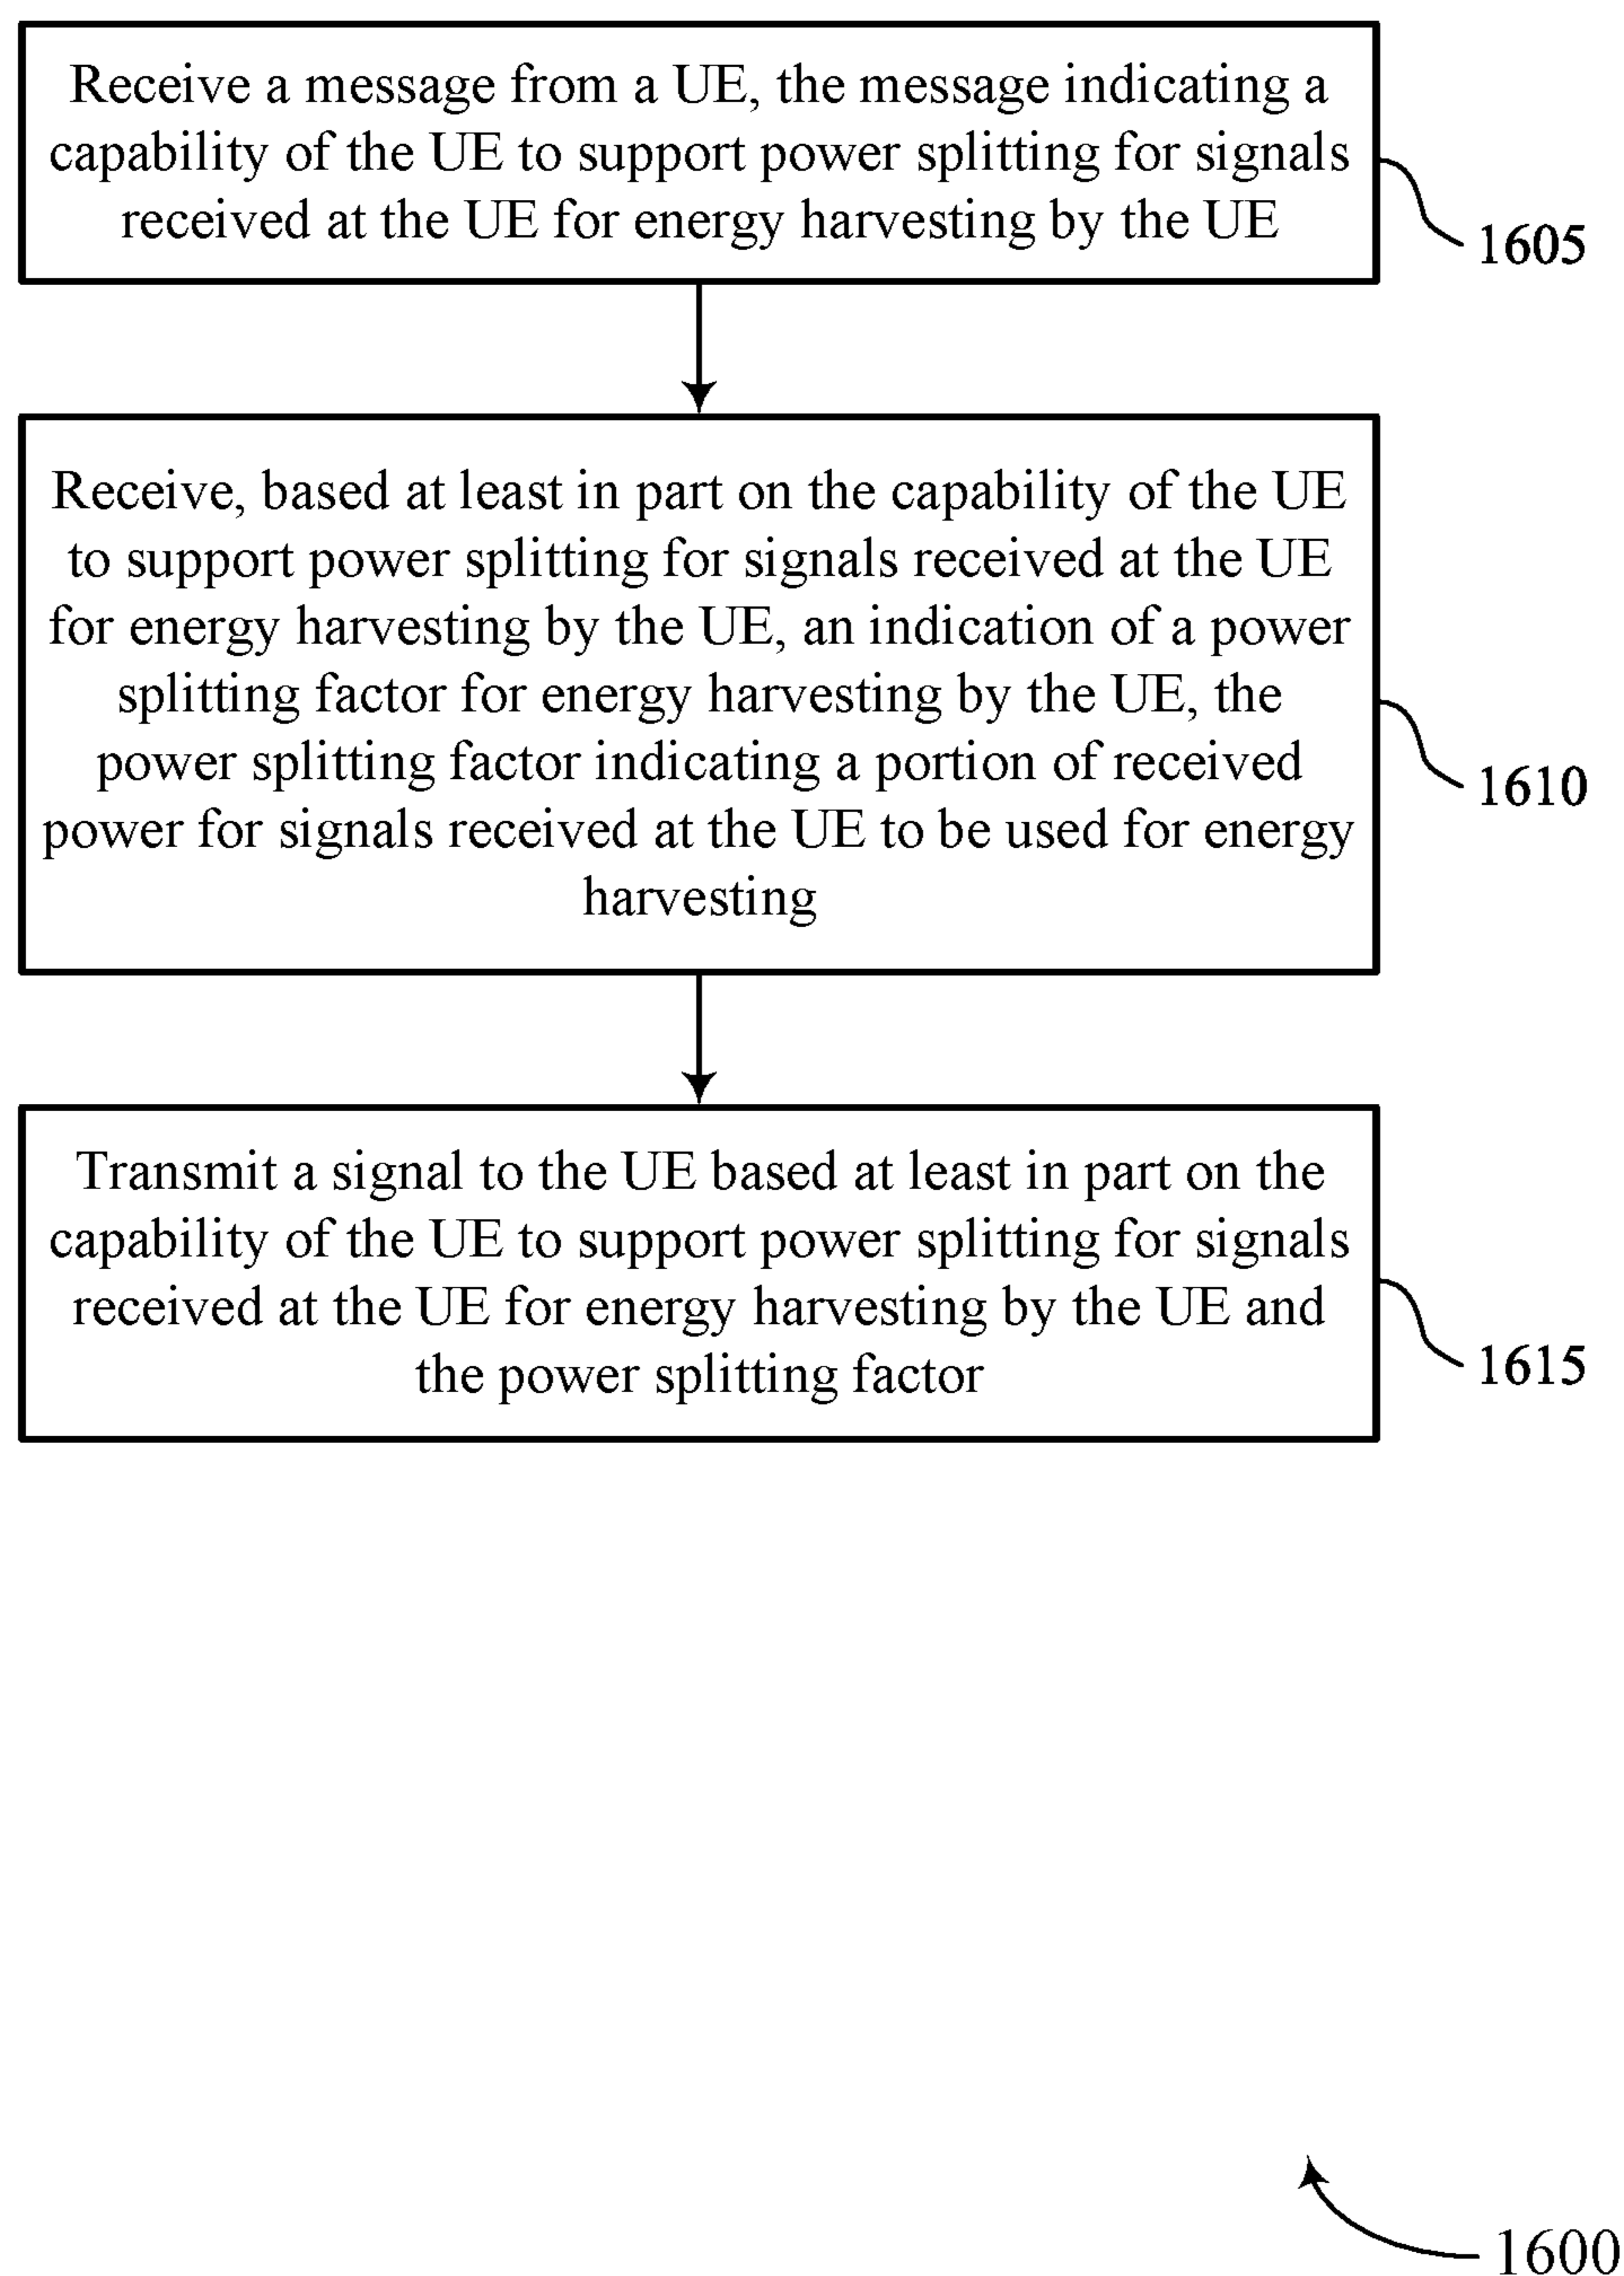 Receive a message from a UE, the message indicating a
capability of the UE to support power splitting for signals
received at the UE for energy harvesting by the UE
1605
Receive, based at least in part on the capability of the UE
to support power splitting for signals received at the UE
for energy harvesting by the UE, an indication of a power
splitting factor for energy harvesting by the UE, the
power splitting factor indicating a portion of received
power for signals received at the UE to be used for energy
harvesting
1610
Transmit a signal to the UE based at least in part on the
capability of the UE to support power splitting for signals
received at the UE for energy harvesting by the UE and
the power splitting factor
1615
1600